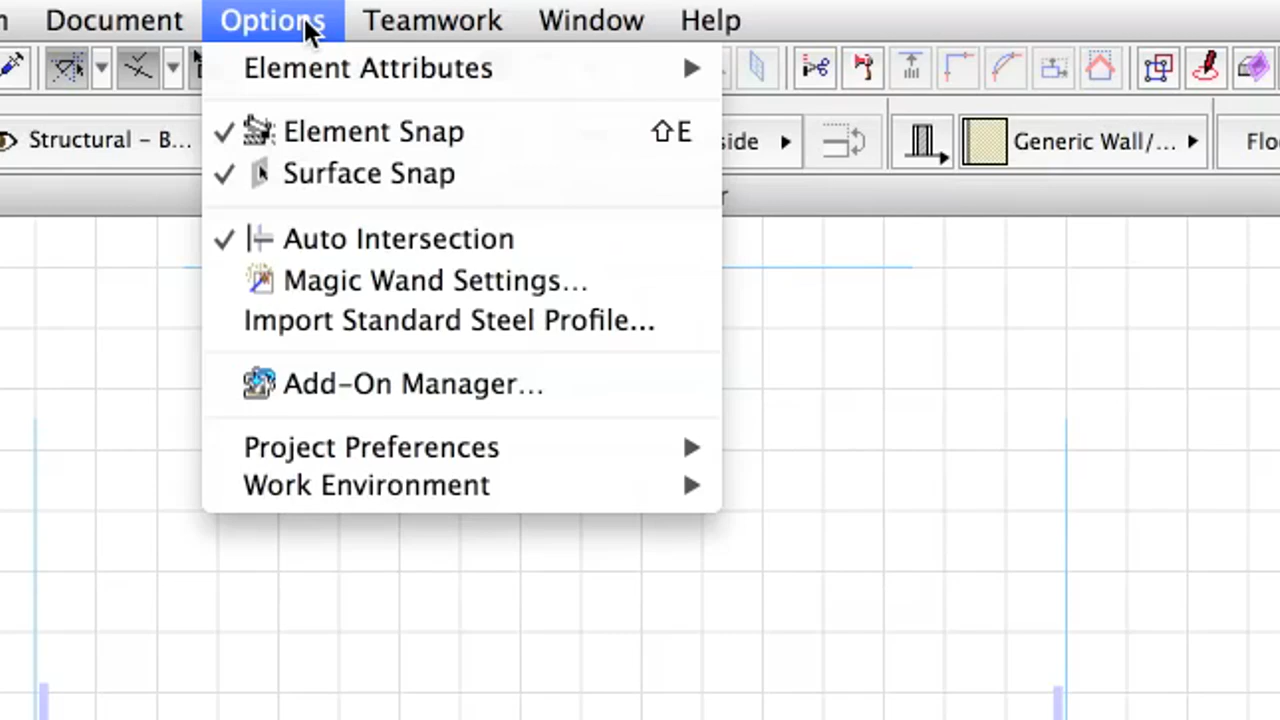 Document Options Teamwork Window Help
Element Attributes
Element Snap ⇧E
Surface Snap
Auto Intersection
Magic Wand Settings...
Import Standard Steel Profile...
Add-On Manager...
Project Preferences
Work Environment
Structural - B...
Generic Wall/...